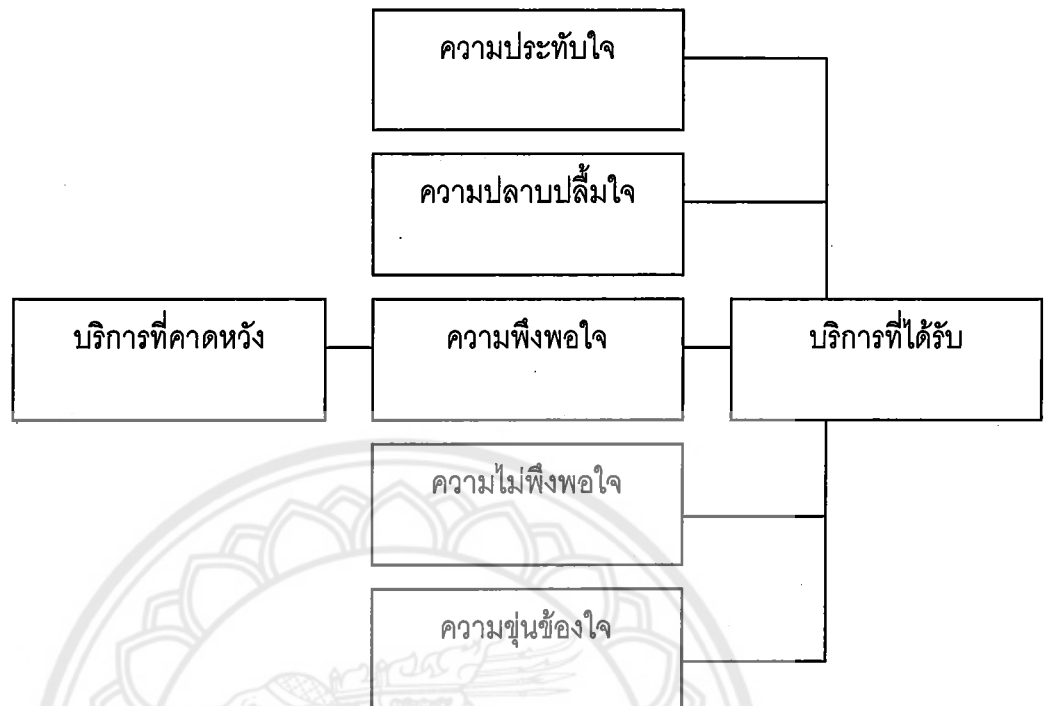 ความประทับใจ
ความปลาบปลื้มใจ
บริการที่คาดหวัง
ความพึงพอใจ
บริการที่ได้รับ
ความไม่พึงพอใจ
ความขุ่นข้องใจ